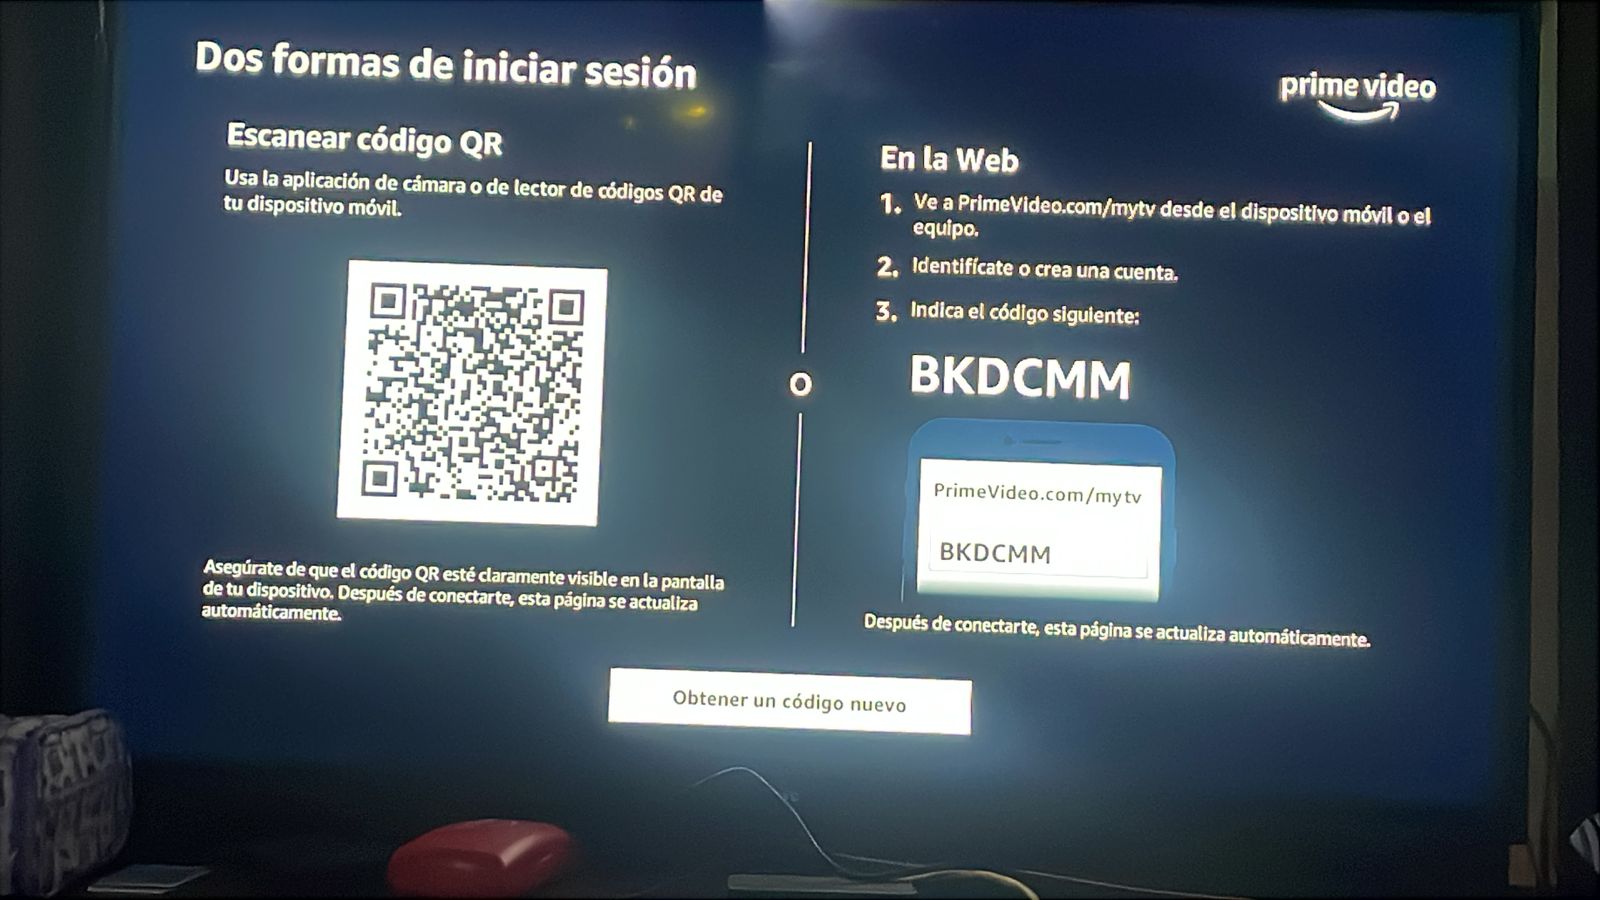 Dos formas de iniciar sesión
prime video
Escanear código QR
Usa la aplicación de cámara o de lector de códigos QR de
tu dispositivo móvil.
Asegúrate de que el código QR esté claramente visible en la pantalla
de tu dispositivo. Después de conectarte, esta página se actualiza
automáticamente.
O
En la Web
1. Ve a PrimeVideo.com/mytv desde el dispositivo móvil o el
equipo.
2. Identifícate o crea una cuenta.
3. Indica el código siguiente:
BKDCMM
PrimeVideo.com/mytv
BKDCMM
Después de conectarte, esta página se actualiza automáticamente.
Obtener un código nuevo